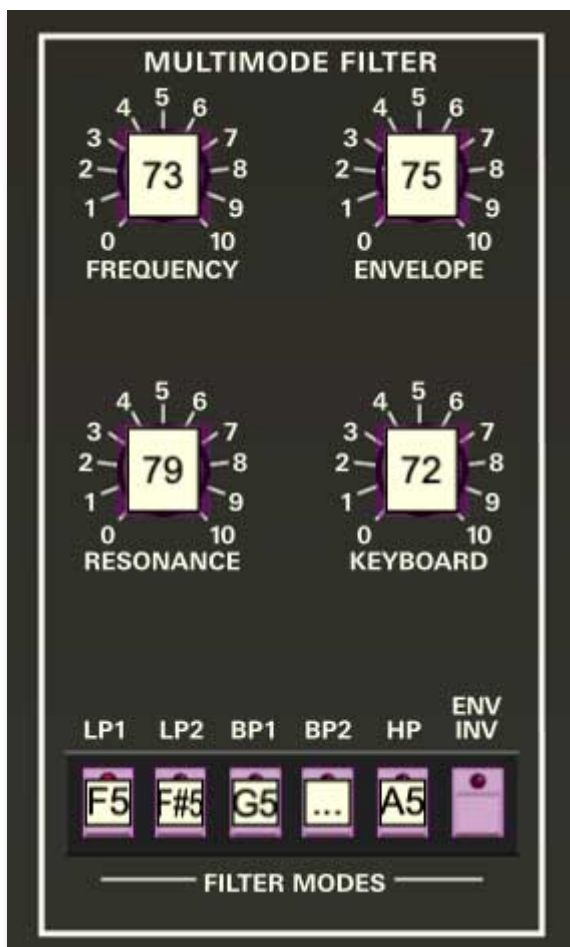 MULTIMODE FILTER
4 5 6
3 7
2 73 8
1 9
0 10
FREQUENCY
4 5 6
3 7
2 75 8
1 9
0 10
ENVELOPE
4 5 6
3 7
2 79 8
1 9
0 10
RESONANCE
4 5 6
3 7
2 72 8
1 9
0 10
KEYBOARD
LP1 LP2 BP1 BP2 HP ENV INV
F5 F#5 G5 ... A5
FILTER MODES